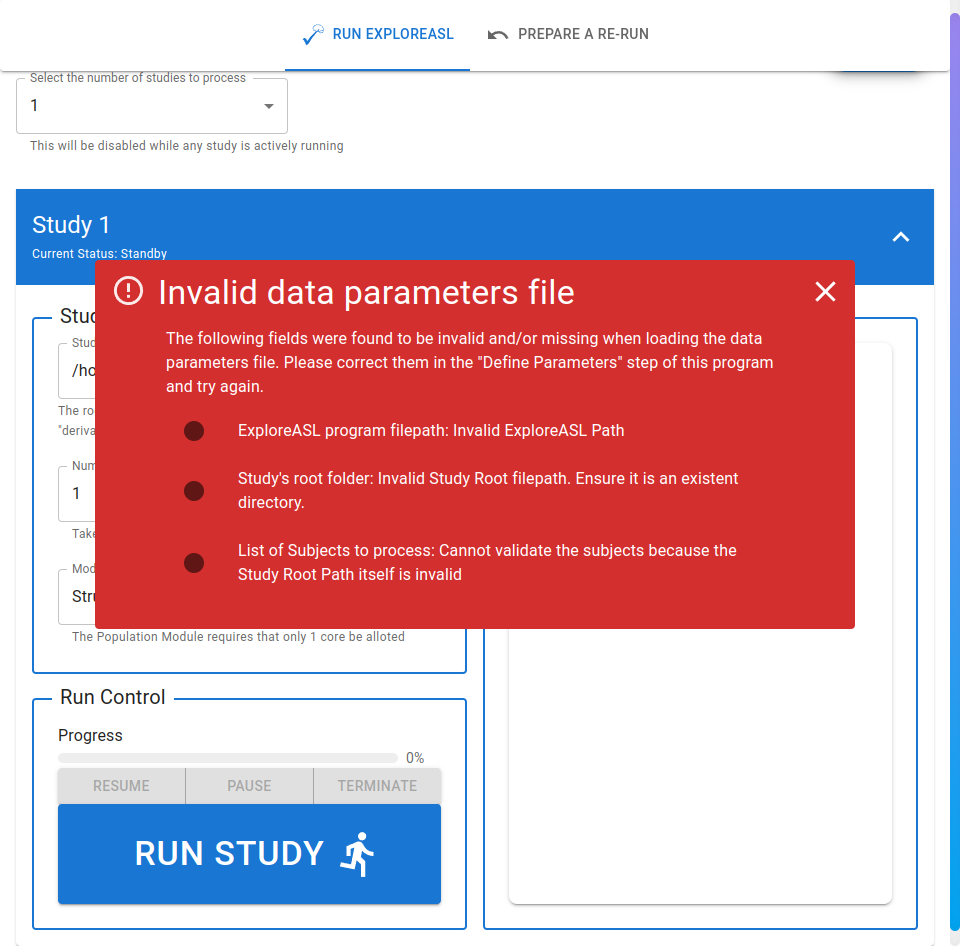 RUN EXPLOREASL
PREPARE A RE-RUN
Select the number of studies to process
1
This will be disabled while any study is actively running
Study 1
Current Status: Standby
Invalid data parameters file
The following fields were found to be invalid and/or missing when loading the data
parameters file. Please correct them in the "Define Parameters" step of this program
and try again.
ExploreASL program filepath: Invalid ExploreASL Path
Study's root folder: Invalid Study Root filepath. Ensure it is an existent
directory.
List of Subjects to process: Cannot validate the subjects because the
Study Root Path itself is invalid
Stud
/ho
The ro
"deriva
Num
1
Take
Mod
Stru
The Population Module requires that only 1 core be alloted
Run Control
Progress
0%
RESUME
PAUSE
TERMINATE
RUN STUDY